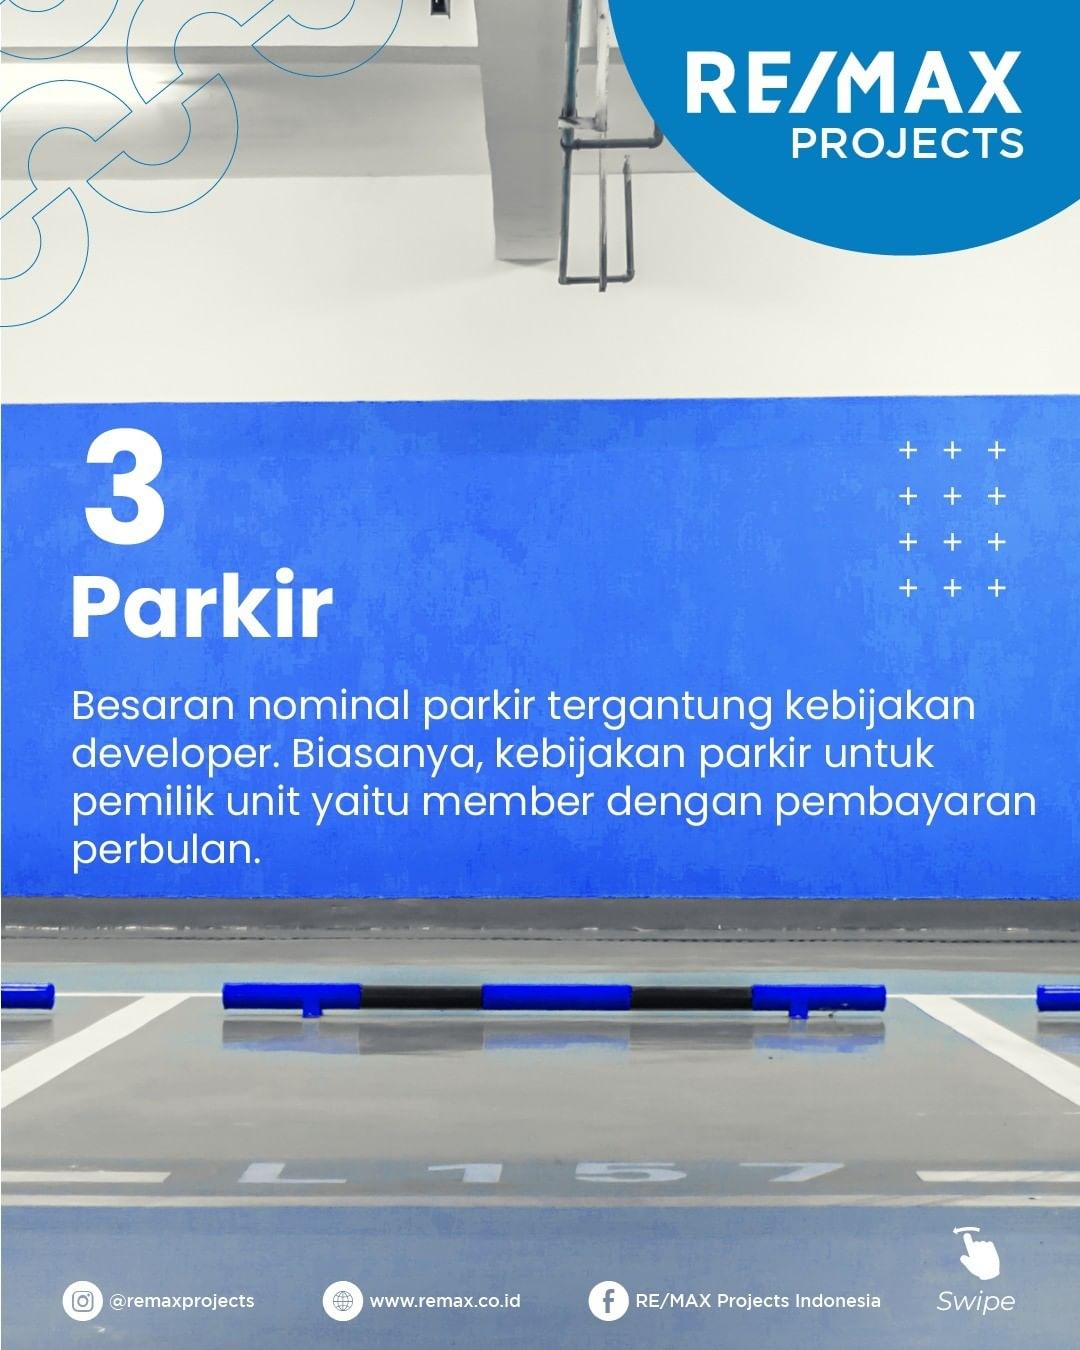 RE/MAX
PROJECTS
3
Parkir
Besaran nominal parkir tergantung kebijakan
developer. Biasanya, kebijakan parkir untuk
pemilik unit yaitu member dengan pembayaran
perbulan.
L 157
@remaxprojects
www.remax.co.id
RE/MAX Projects Indonesia
Swipe